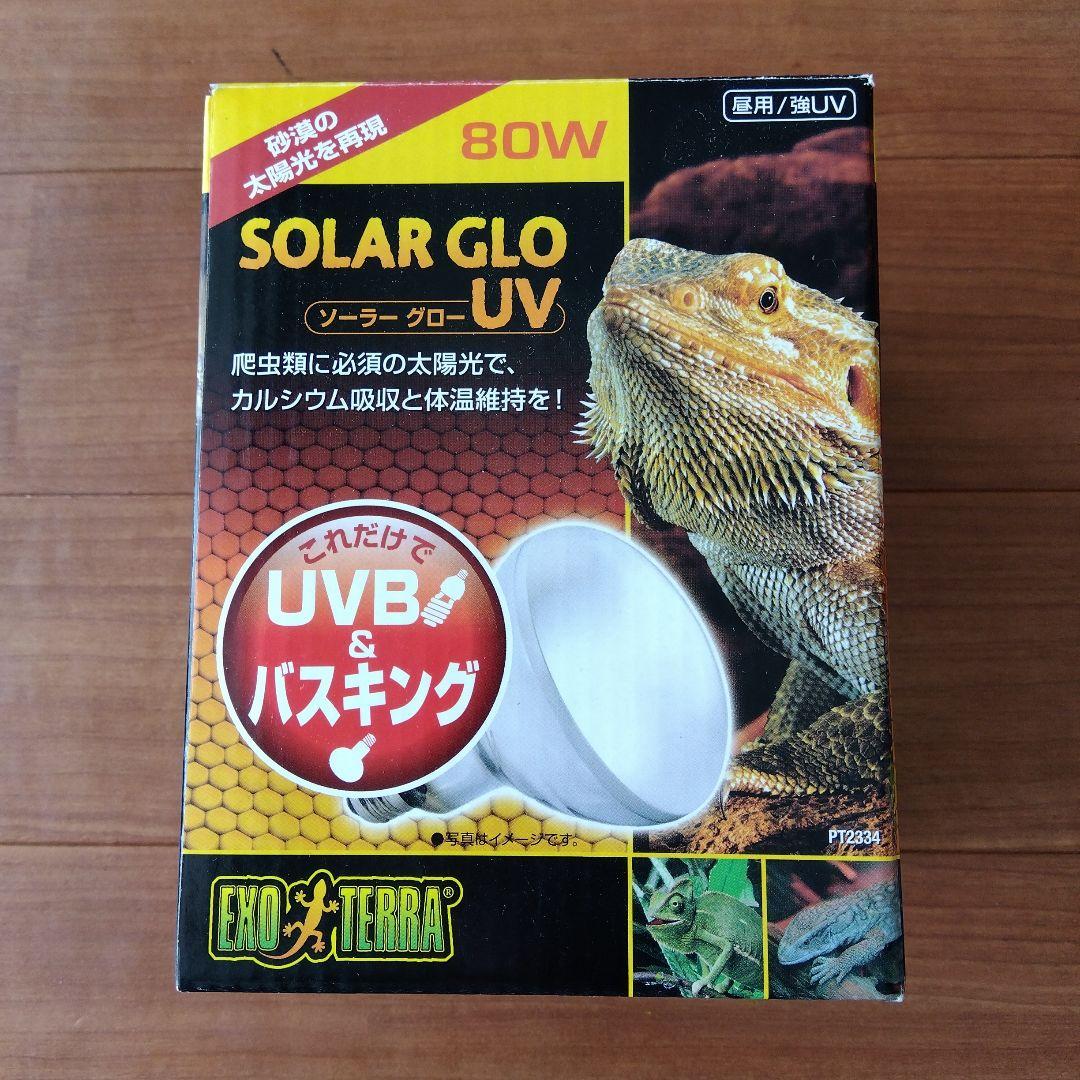 砂漠の
太陽光を再現
80W
昼用/強UV
SOLAR GLO
ソーラー グロー UV
爬虫類に必須の太陽光で、
カルシウム吸収と体温維持を!
これだけで
UVB
&
バスキング
●写真はイメージです。
PT2334
EXO TERRA®